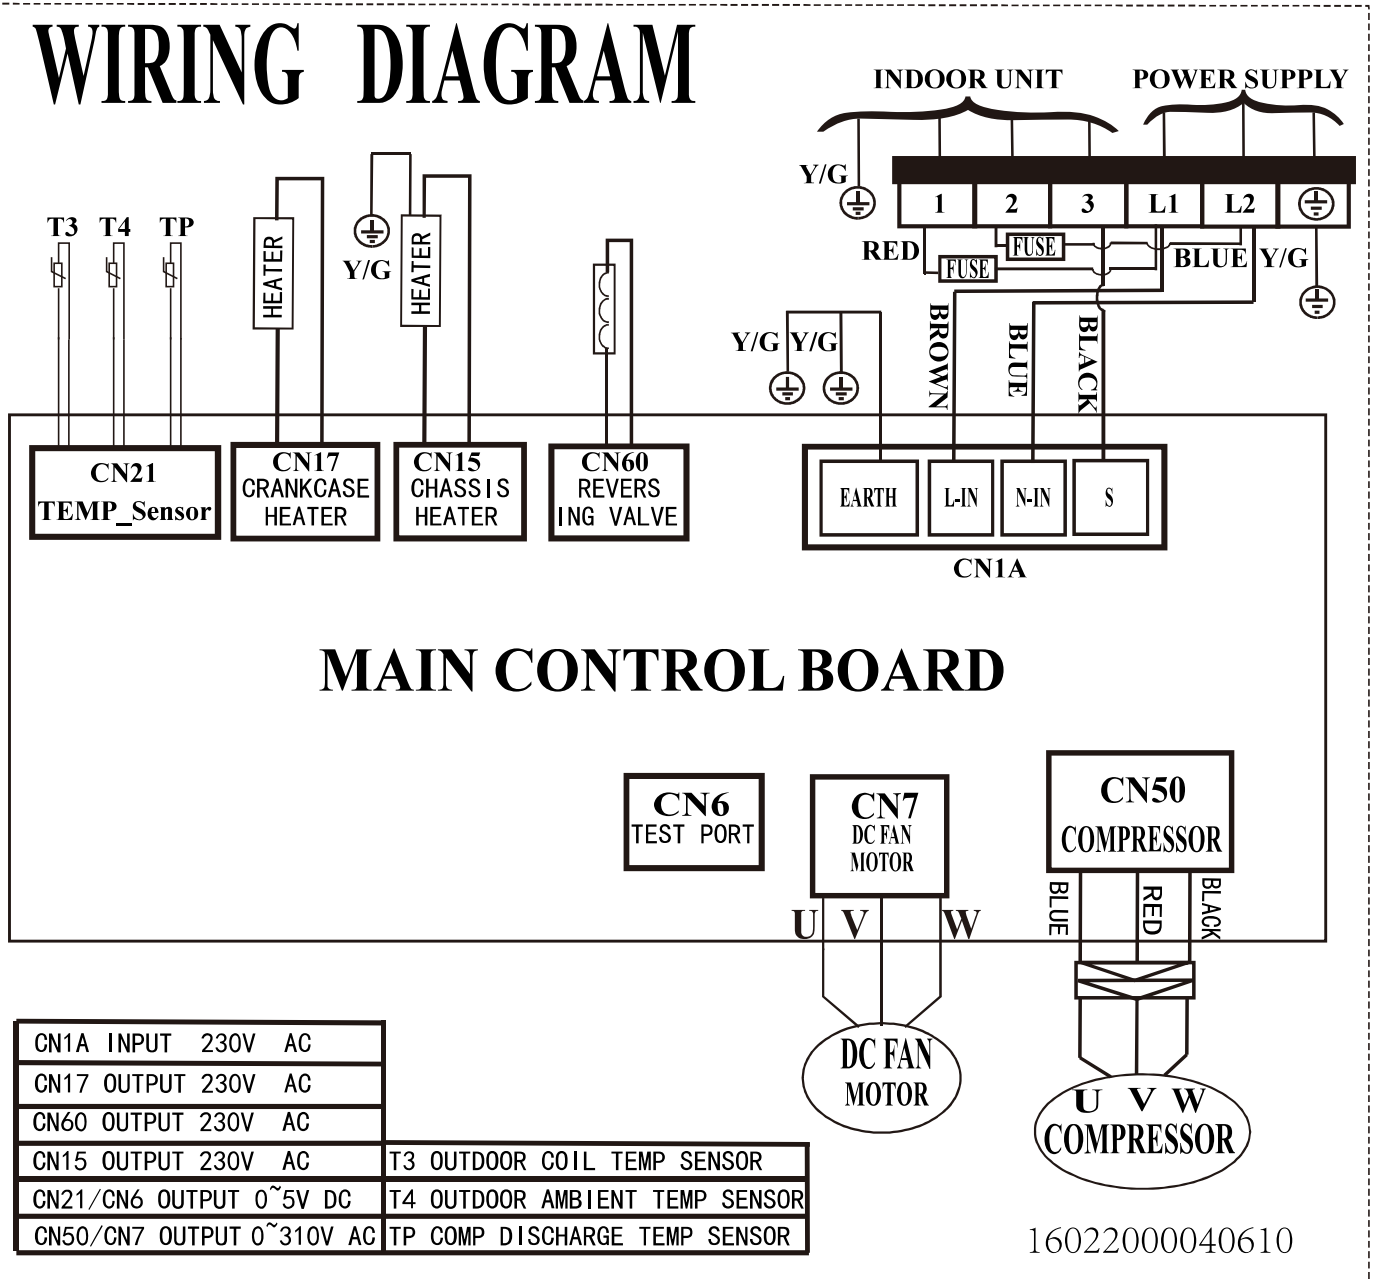 WIRING DIAGRAM
INDOOR UNIT POWER SUPPLY
Y/G
1 2 3 L1 L2
RED FUSE BLUE Y/G
FUSE
T3 T4 TP
HEATER
Y/G
HEATER
Y/G Y/G
BROWN
BLUE
BLACK
CN21
TEMP_Sensor
CN17
CRANKCASE
HEATER
CN15
CHASSIS
HEATER
CN60
REVERS
ING VALVE
EARTH L-IN N-IN S
CN1A
MAIN CONTROL BOARD
CN6
TEST PORT
CN7
DC FAN
MOTOR
CN50
COMPRESSOR
U V W
BLUE
RED
BLACK
DC FAN
MOTOR
U V W
COMPRESSOR
CN1A INPUT 230V AC
CN17 OUTPUT 230V AC
CN60 OUTPUT 230V AC
CN15 OUTPUT 230V AC T3 OUTDOOR COIL TEMP SENSOR
CN21/CN6 OUTPUT 0~5V DC T4 OUTDOOR AMBIENT TEMP SENSOR
CN50/CN7 OUTPUT 0~310V AC TP COMP DISCHARGE TEMP SENSOR
16022000040610